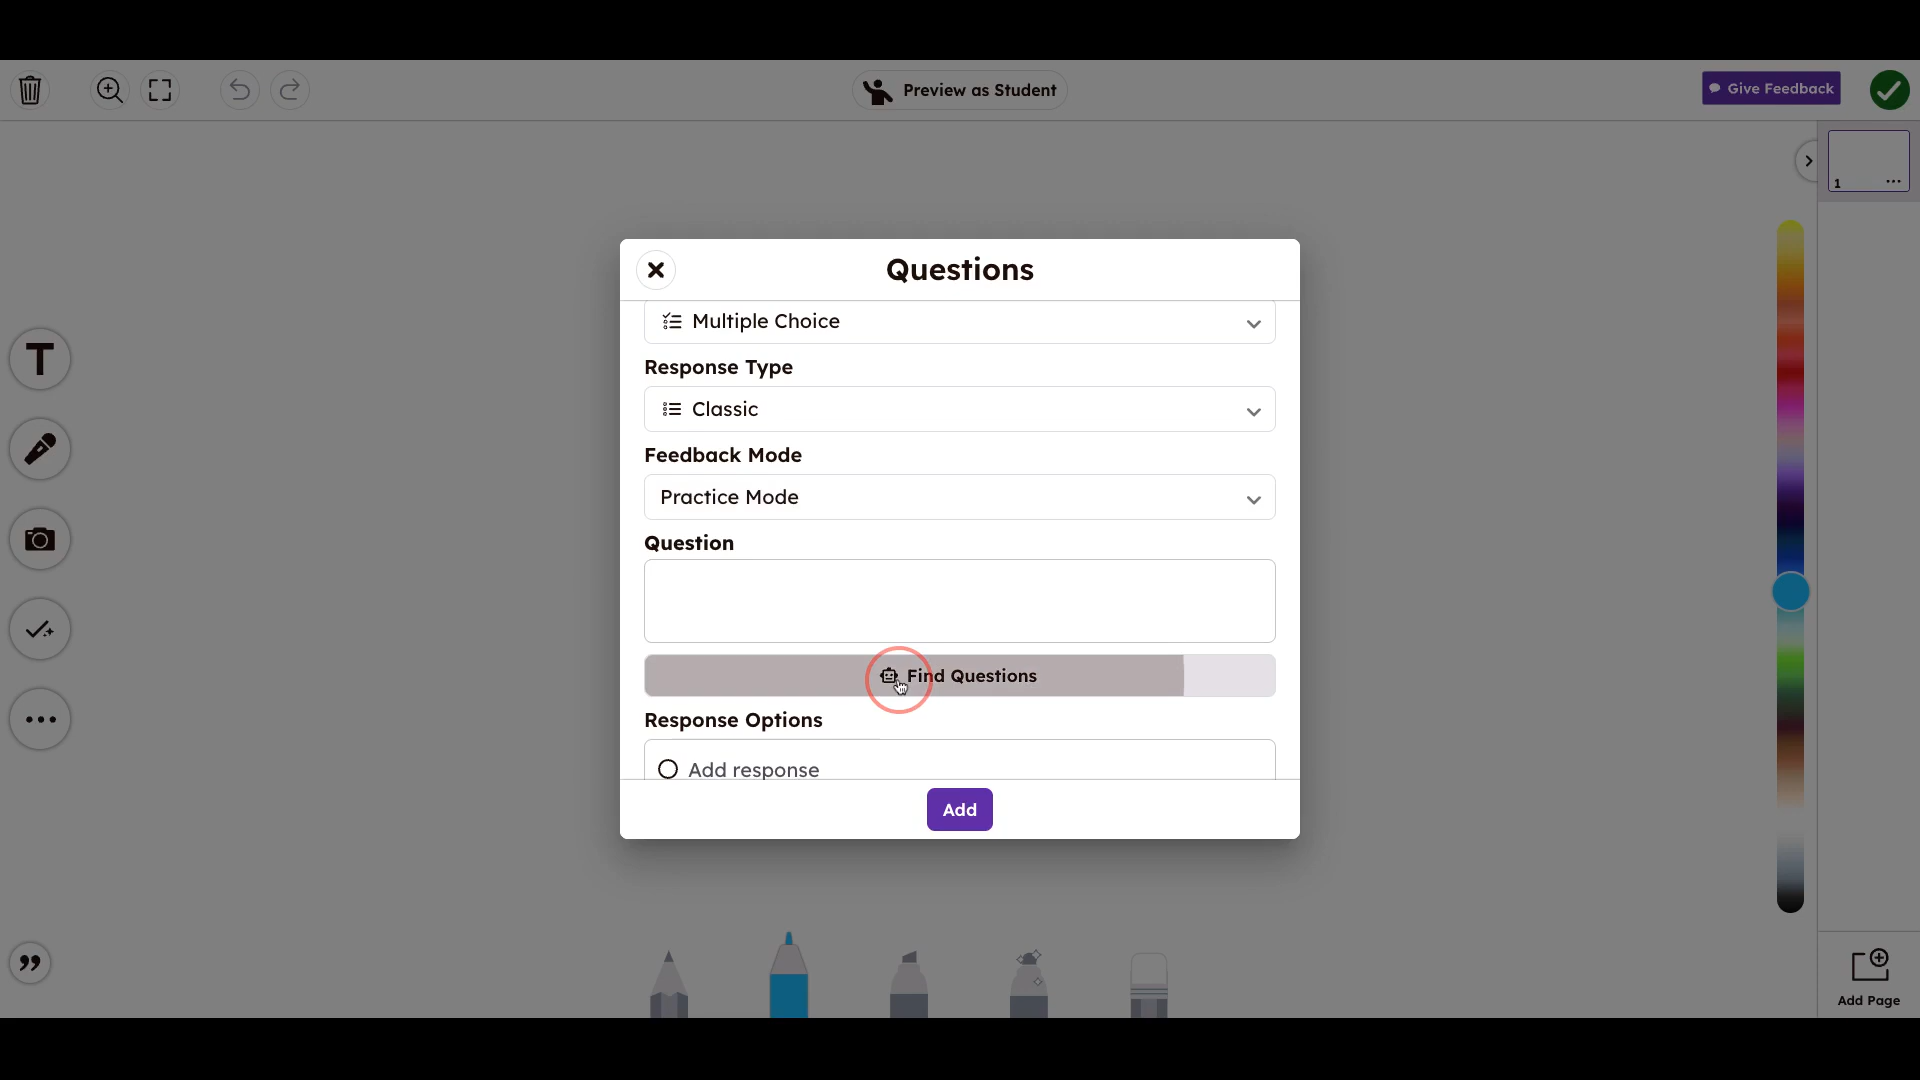 Preview as Student
Give Feedback
1
Questions
Multiple Choice
Response Type
Classic
Feedback Mode
Practice Mode
Question
Find Questions
Response Options
Add response
Add
T
Add Page